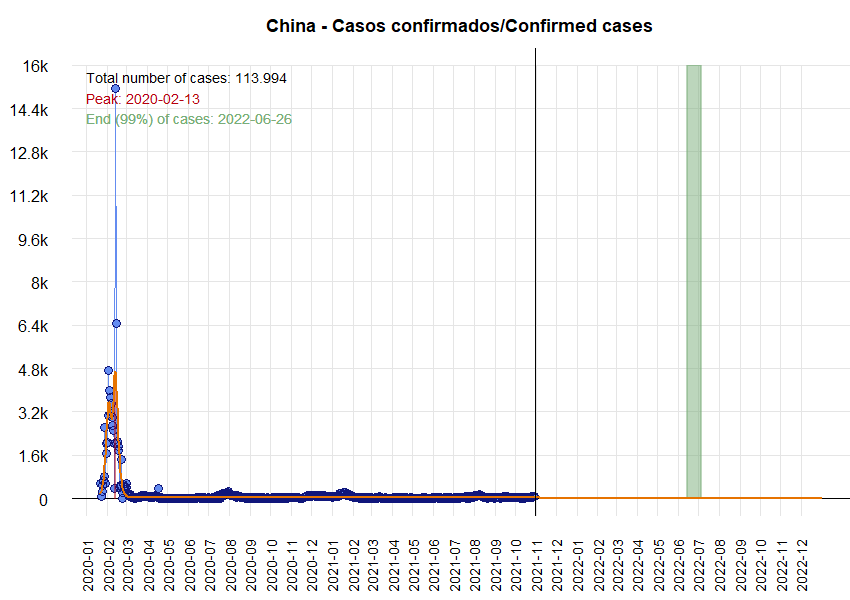 China - Casos confirmados/Confirmed cases
16k
Total number of cases: 113.994
Peak: 2020-02-13
14.4k
End (99%) of cases: 2022-06-26
12.8k
11.2k
9.6k
8k
6.4k
4.8k
3.2k
1.6k
0
2020-01
2020-02
2020-03
2020-04
2020-05
2020-06
2020-07
2020-08
2020-09
2020-10
2020-11
2020-12
2021-01
2021-02
2021-03
2021-04
2021-05
2021-06
2021-07
2021-08
2021-09
2021-10
2021-11
2022-01
2022-02
2022-03
2022-04
2022-05
2022-06
2022-07
2022-08
2022-09
2022-10
2022-11
2022-12